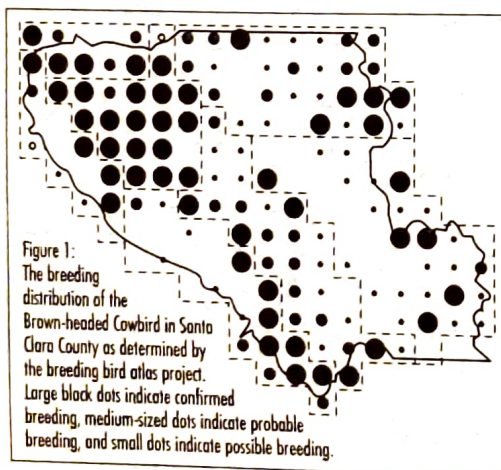 Figure 1:
The breeding
distribution of the
Brown-headed Cowbird in Santa
Clara County as determined by
the breeding bird atlas project.
Large black dots indicate confirmed
breeding, medium-sized dots indicate probable
breeding, and small dots indicate possible breeding.